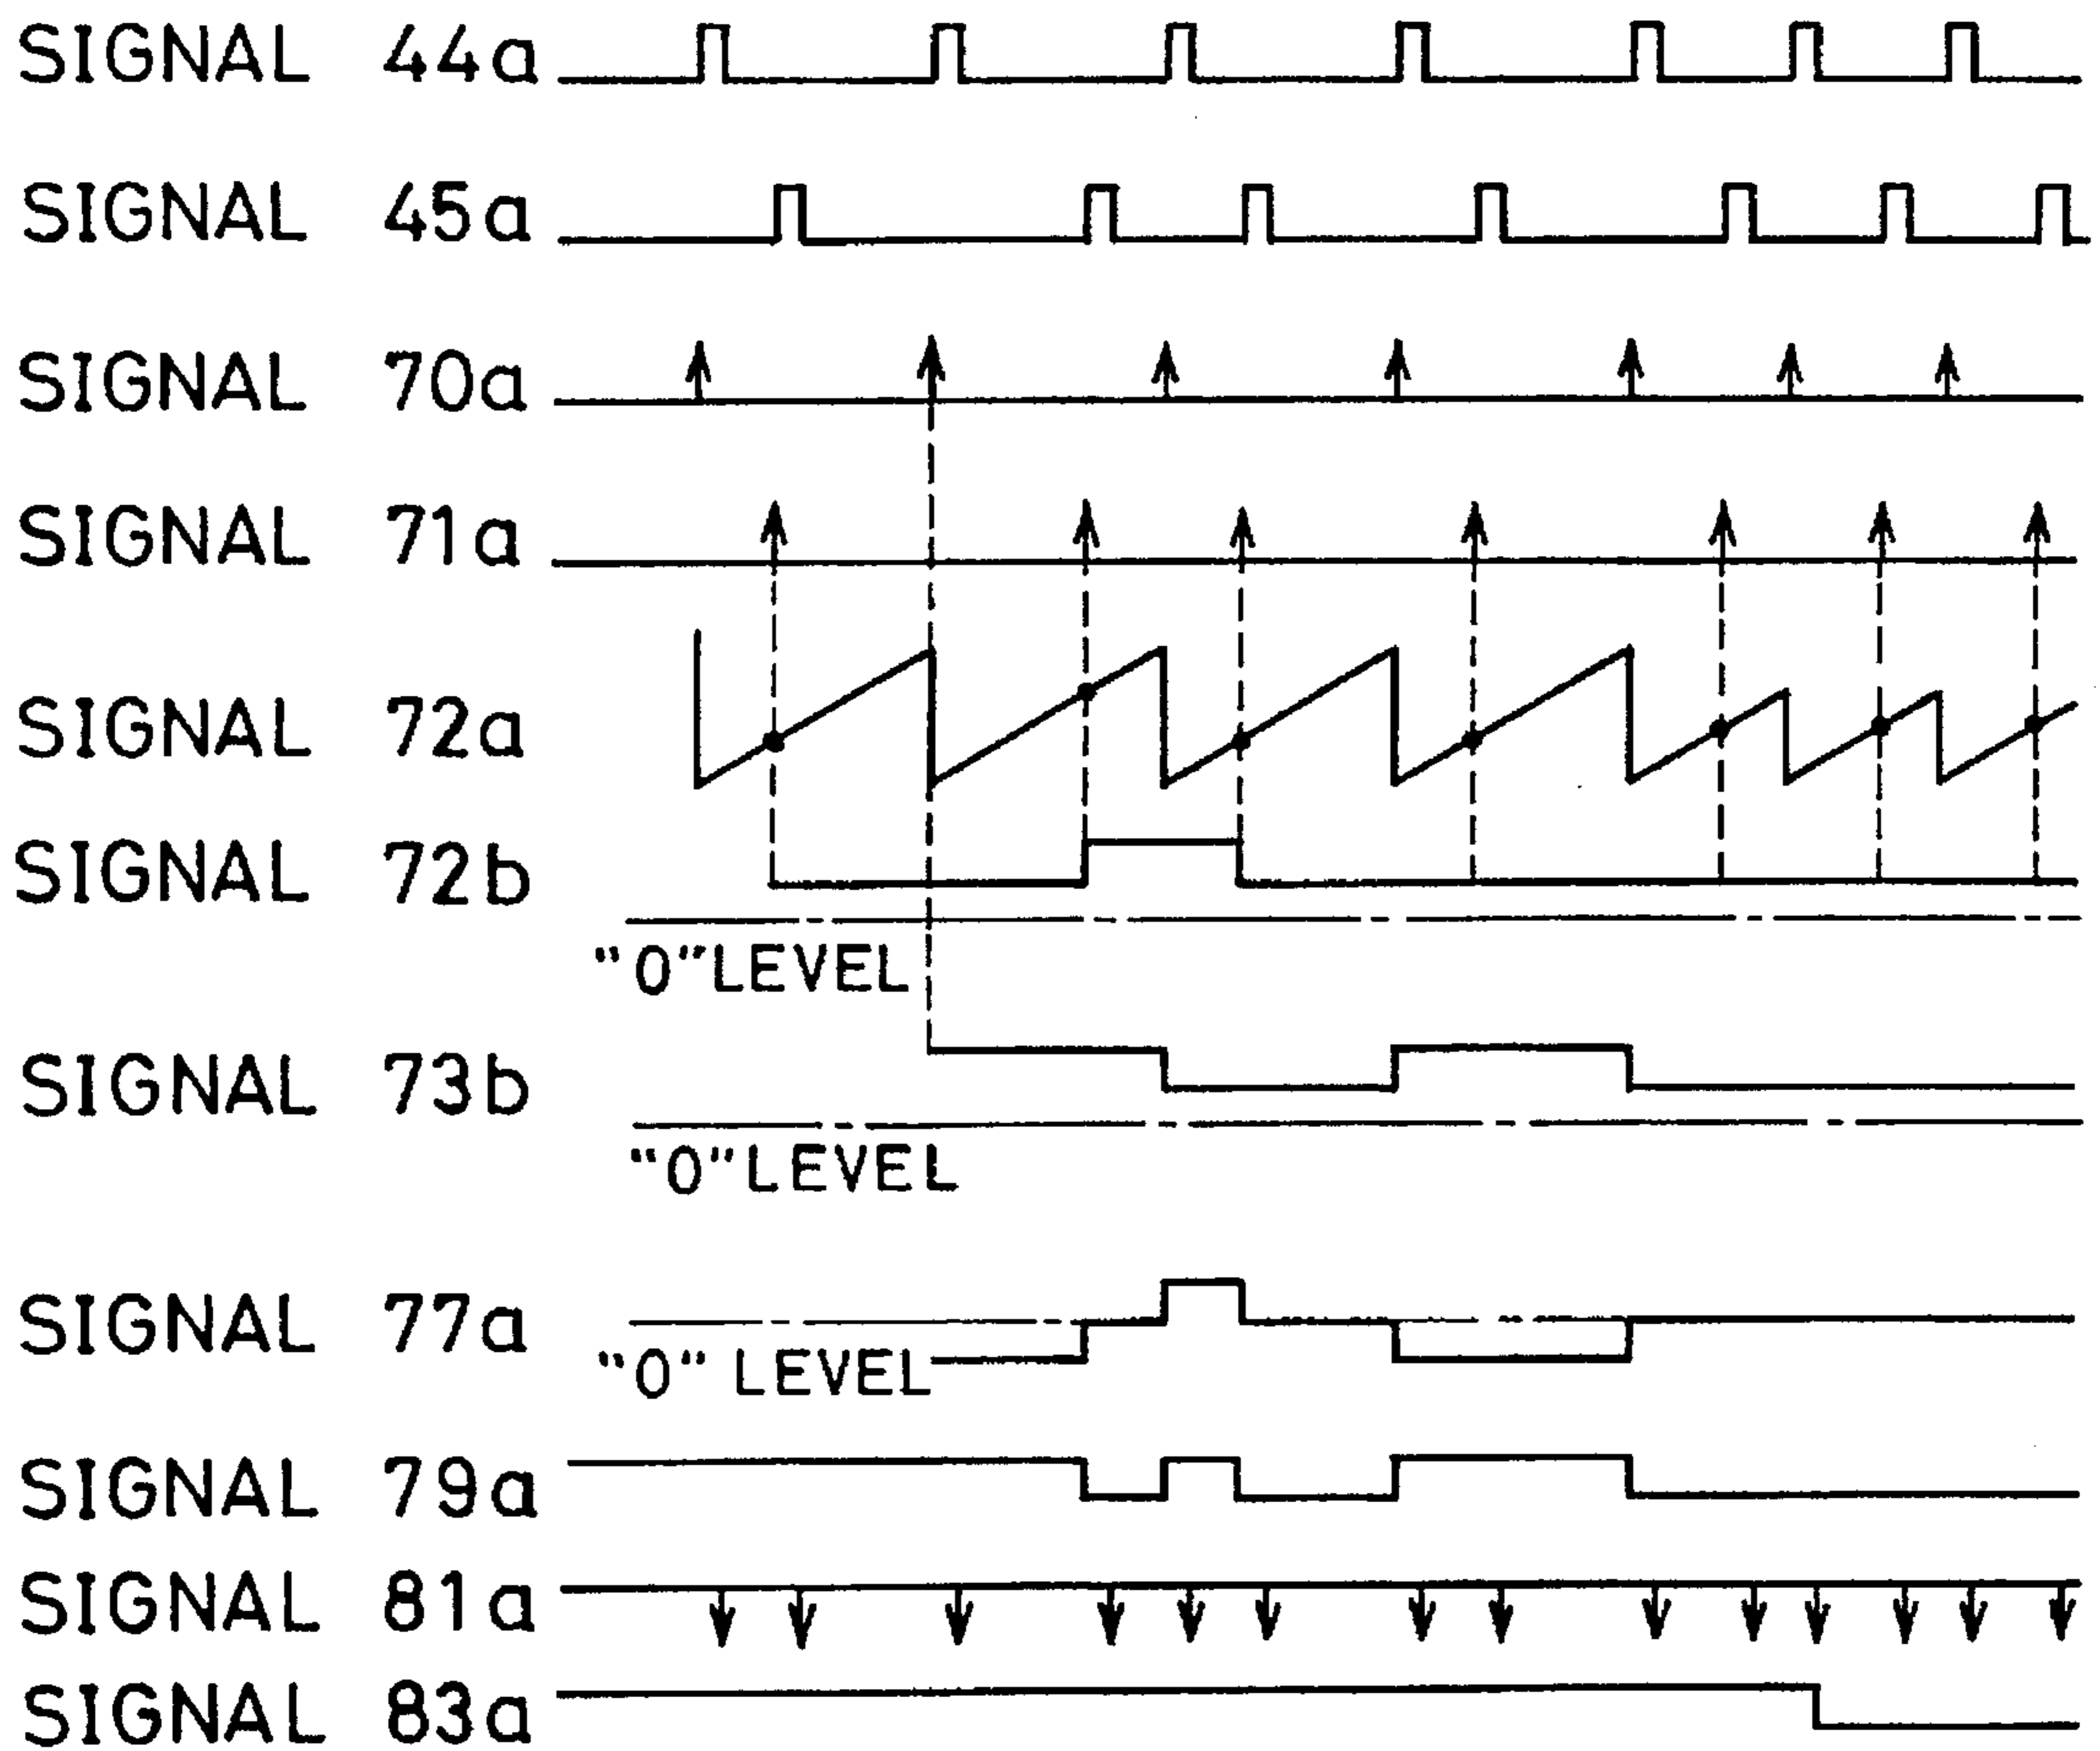 SIGNAL 44a
SIGNAL 45a
SIGNAL 70a
SIGNAL 71a
SIGNAL 72a
SIGNAL 72b
"0" LEVEL
SIGNAL 73b
"0" LEVEL
SIGNAL 77a
"0" LEVEL
SIGNAL 79a
SIGNAL 81a
SIGNAL 83a